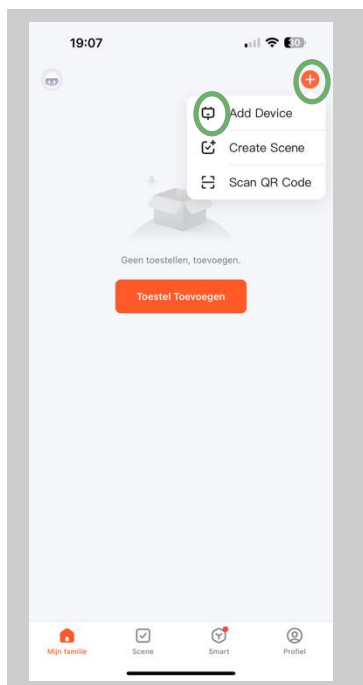 19:07
30
Add Device
Create Scene
Scan QR Code
Geen toestellen, toevoegen.
Toestel Toevoegen
Mijn familie
Scene
Smart
Profiel